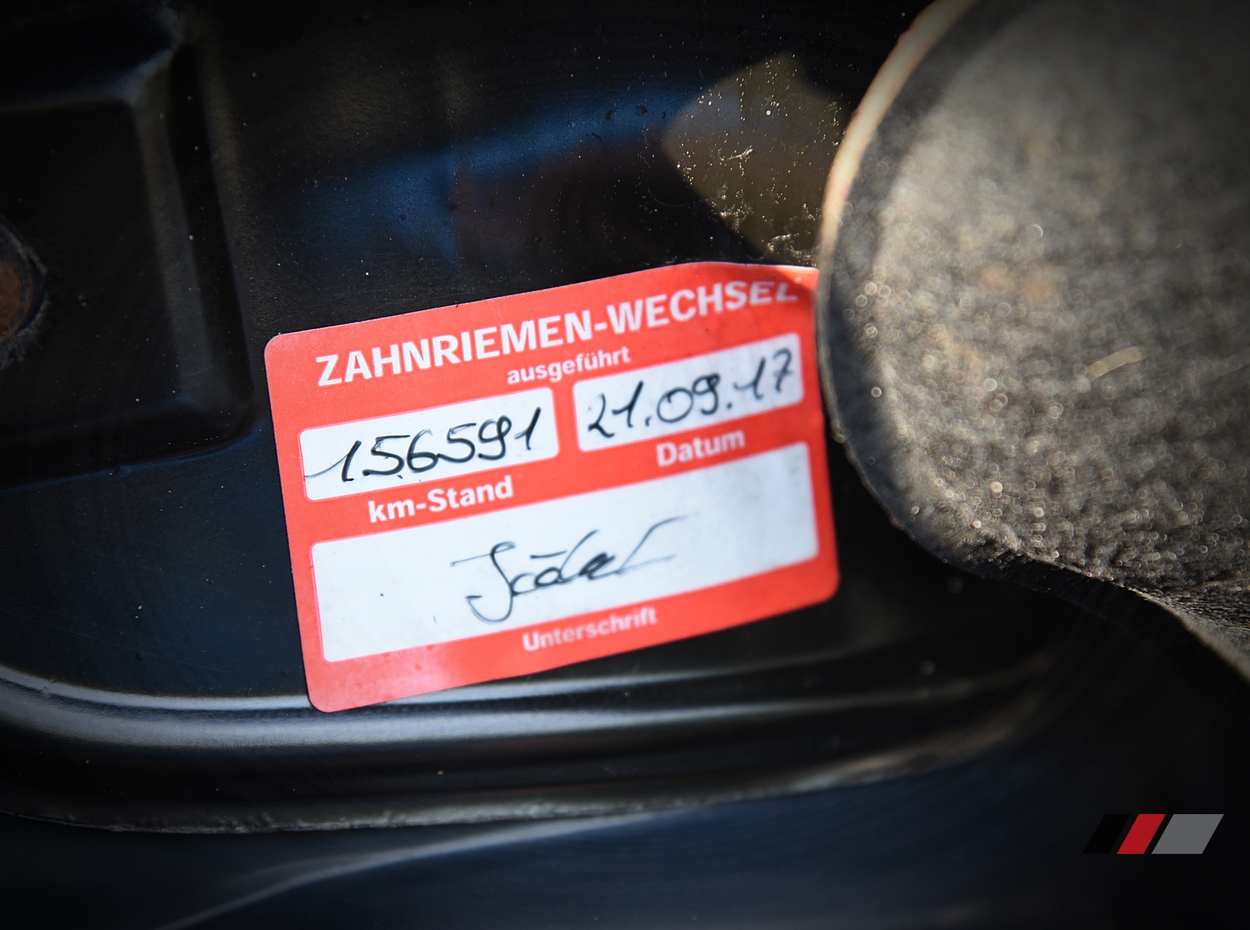 ZAHNRIEMEN-WECHSEL
ausgeführt
156591 21.09.17
km-Stand Datum
Unterschrift